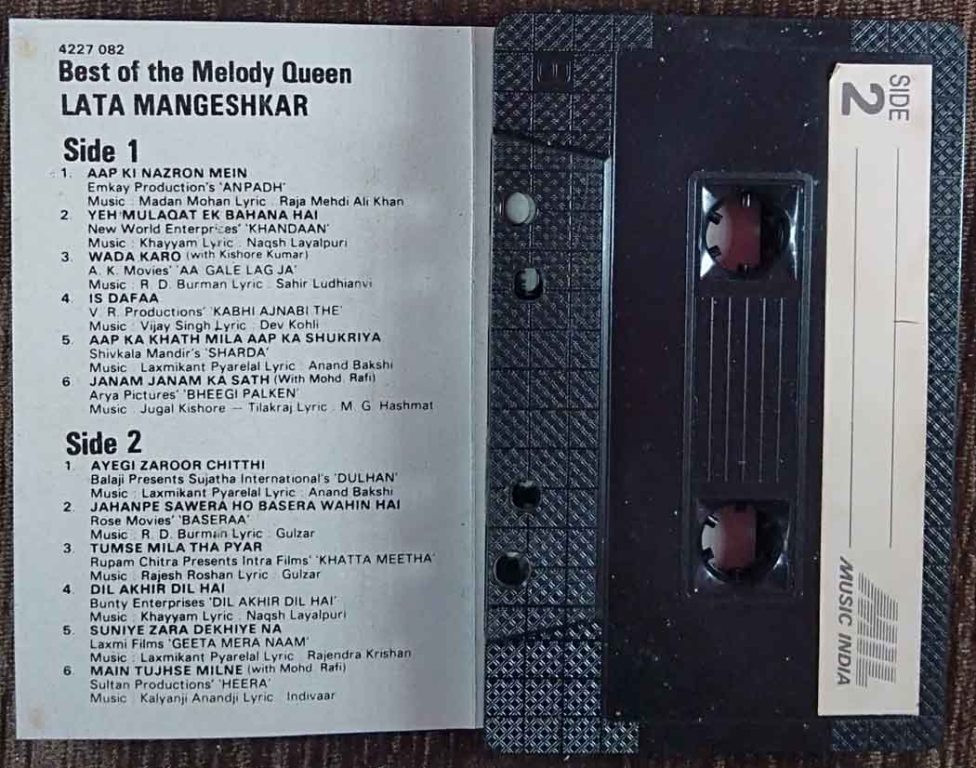 4227 082
Best of the Melody Queen
LATA MANGESHKAR
Side 1
1. AAP KI NAZRON MEIN
Emkay Production's 'ANPADH'
Music : Madan Mohan Lyric : Raja Mehdi Ali Khan
2. YEH MULAQAT EK BAHANA HAI
New World Enterprises' 'KHANDAAN'
Music : Khayyam Lyric : Naqsh Layalpuri
3. WADA KARO (with Kishore Kumar)
A. K. Movies' 'AA GALE LAG JA'
Music : R. D. Burman Lyric : Sahir Ludhianvi
4. IS DAFAA
V. R. Productions' 'KABHI AJNABI THE'
Music : Vijay Singh Lyric : Dev Kohli
5. AAP KA KHATH MILA AAP KA SHUKRIYA
Shivkala Mandir's 'SHARDA'
Music : Laxmikant Pyarelal Lyric : Anand Bakshi
6. JANAM JANAM KA SATH (With Mohd. Rafi)
Arya Pictures' 'BHEEGI PALKEN'
Music : Jugal Kishore — Tilakraj Lyric : M. G. Hashmat
Side 2
1. AYEGI ZAROOR CHITTHI
Balaji Presents Sujatha International's 'DULHAN'
Music : Laxmikant Pyarelal Lyric : Anand Bakshi
2. JAHANPE SAWERA HO BASERA WAHIN HAI
Rose Movies' 'BASERAA'
Music : R. D. Burman Lyric : Gulzar
3. TUMSE MILA THA PYAR
Rupam Chitra Presents Intra Films' 'KHATTA MEETHA'
Music : Rajesh Roshan Lyric : Gulzar
4. DIL AKHIR DIL HAI
Bunty Enterprises 'DIL AKHIR DIL HAI'
Music : Khayyam Lyric : Naqsh Layalpuri
5. SUNIYE ZARA DEKHIYE NA
Laxmi Films 'GEETA MERA NAAM'
Music : Laxmikant Pyarelal Lyric : Rajendra Krishan
6. MAIN TUJHSE MILNE (with Mohd. Rafi)
Sultan Productions' 'HEERA'
Music : Kalyanji Anandji Lyric : Indivaar
SIDE
2
MIL
MUSIC INDIA